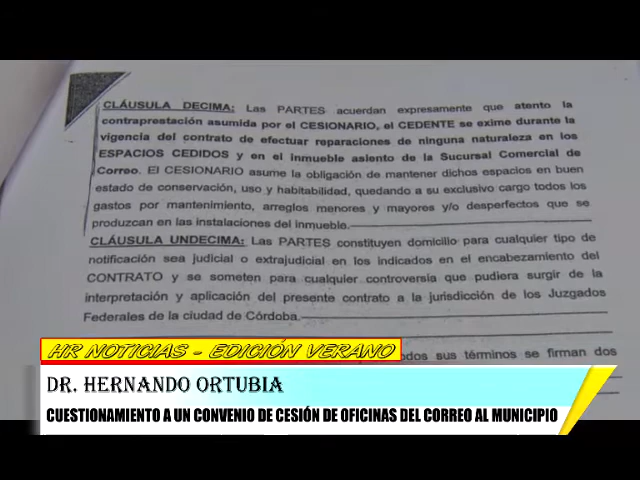 CLÁUSULA DECIMA: Las PARTES acuerdan expresamente que atento la
contraprestación asumida por el CESIONARIO, el CEDENTE se exime durante la
vigencia del contrato de efectuar reparaciones de ninguna naturaleza en los
ESPACIOS CEDIDOS y en el inmueble asiento de la Sucursal Comercial de
Correo. El CESIONARIO asume la obligación de mantener dichos espacios en buen
estado de conservación, uso y habitabilidad, quedando a su exclusivo cargo todos los
gastos por mantenimiento, arreglos menores y mayores y/o desperfectos que se
produzcan en las instalaciones del inmueble.
CLÁUSULA UNDECIMA: Las PARTES constituyen domicilio para cualquier tipo de
notificación sea judicial o extrajudicial en los indicados en el encabezamiento del
CONTRATO y se someten para cualquier controversia que pudiera surgir de la
interpretación y aplicación del presente contrato a la jurisdicción de los Juzgados
Federales de la ciudad de Córdoba.
sus términos se firman dos
HR NOTICIAS - EDICIÓN VERANO
DR. HERNANDO ORTUBIA
CUESTIONAMIENTO A UN CONVENIO DE CESIÓN DE OFICINAS DEL CORREO AL MUNICIPIO